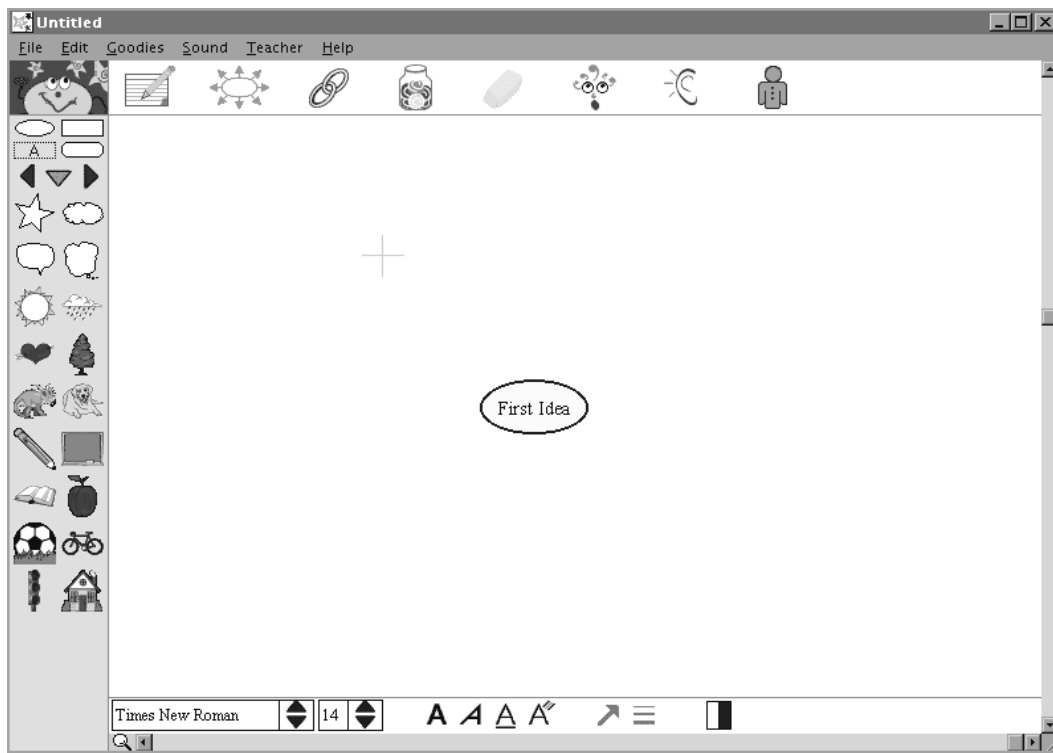 Untitled
File Edit Goodies Sound Teacher Help
A
First Idea
Times New Roman 14 A A A A